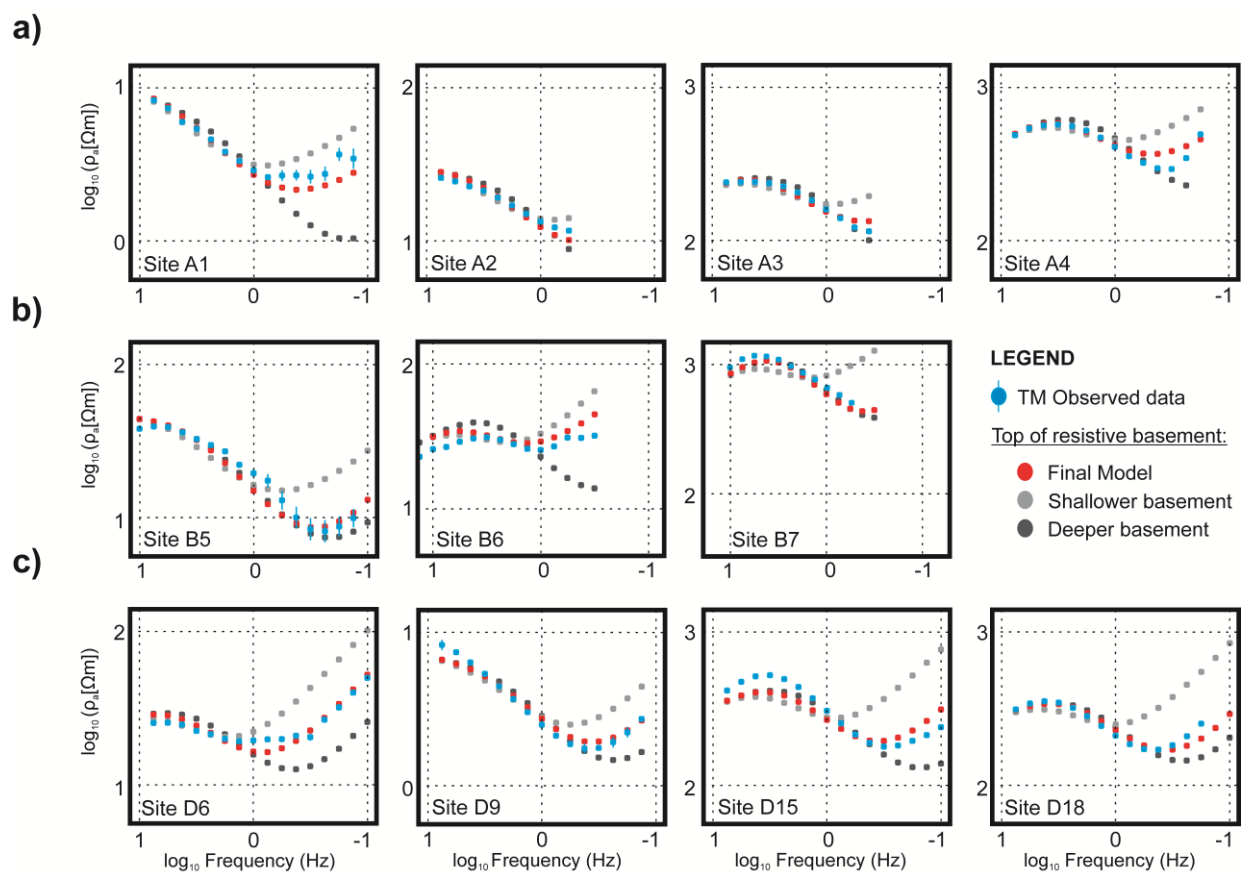 a)
log₁₀ (ρₐ[Ωm])
1
0
Site A1
1
0
-1
2
1
Site A2
1
0
-1
3
2
Site A3
1
0
-1
3
2
Site A4
1
0
-1
b)
log₁₀ (ρₐ[Ωm])
2
1
Site B5
1
0
-1
2
1
Site B6
1
0
-1
3
2
Site B7
1
0
-1
LEGEND
TM Observed data
Top of resistive basement:
Final Model
Shallower basement
Deeper basement
c)
log₁₀ (ρₐ[Ωm])
2
1
Site D6
1
0
-1
log₁₀ Frequency (Hz)
1
0
Site D9
1
0
-1
log₁₀ Frequency (Hz)
3
2
Site D15
1
0
-1
log₁₀ Frequency (Hz)
3
2
Site D18
1
0
-1
log₁₀ Frequency (Hz)